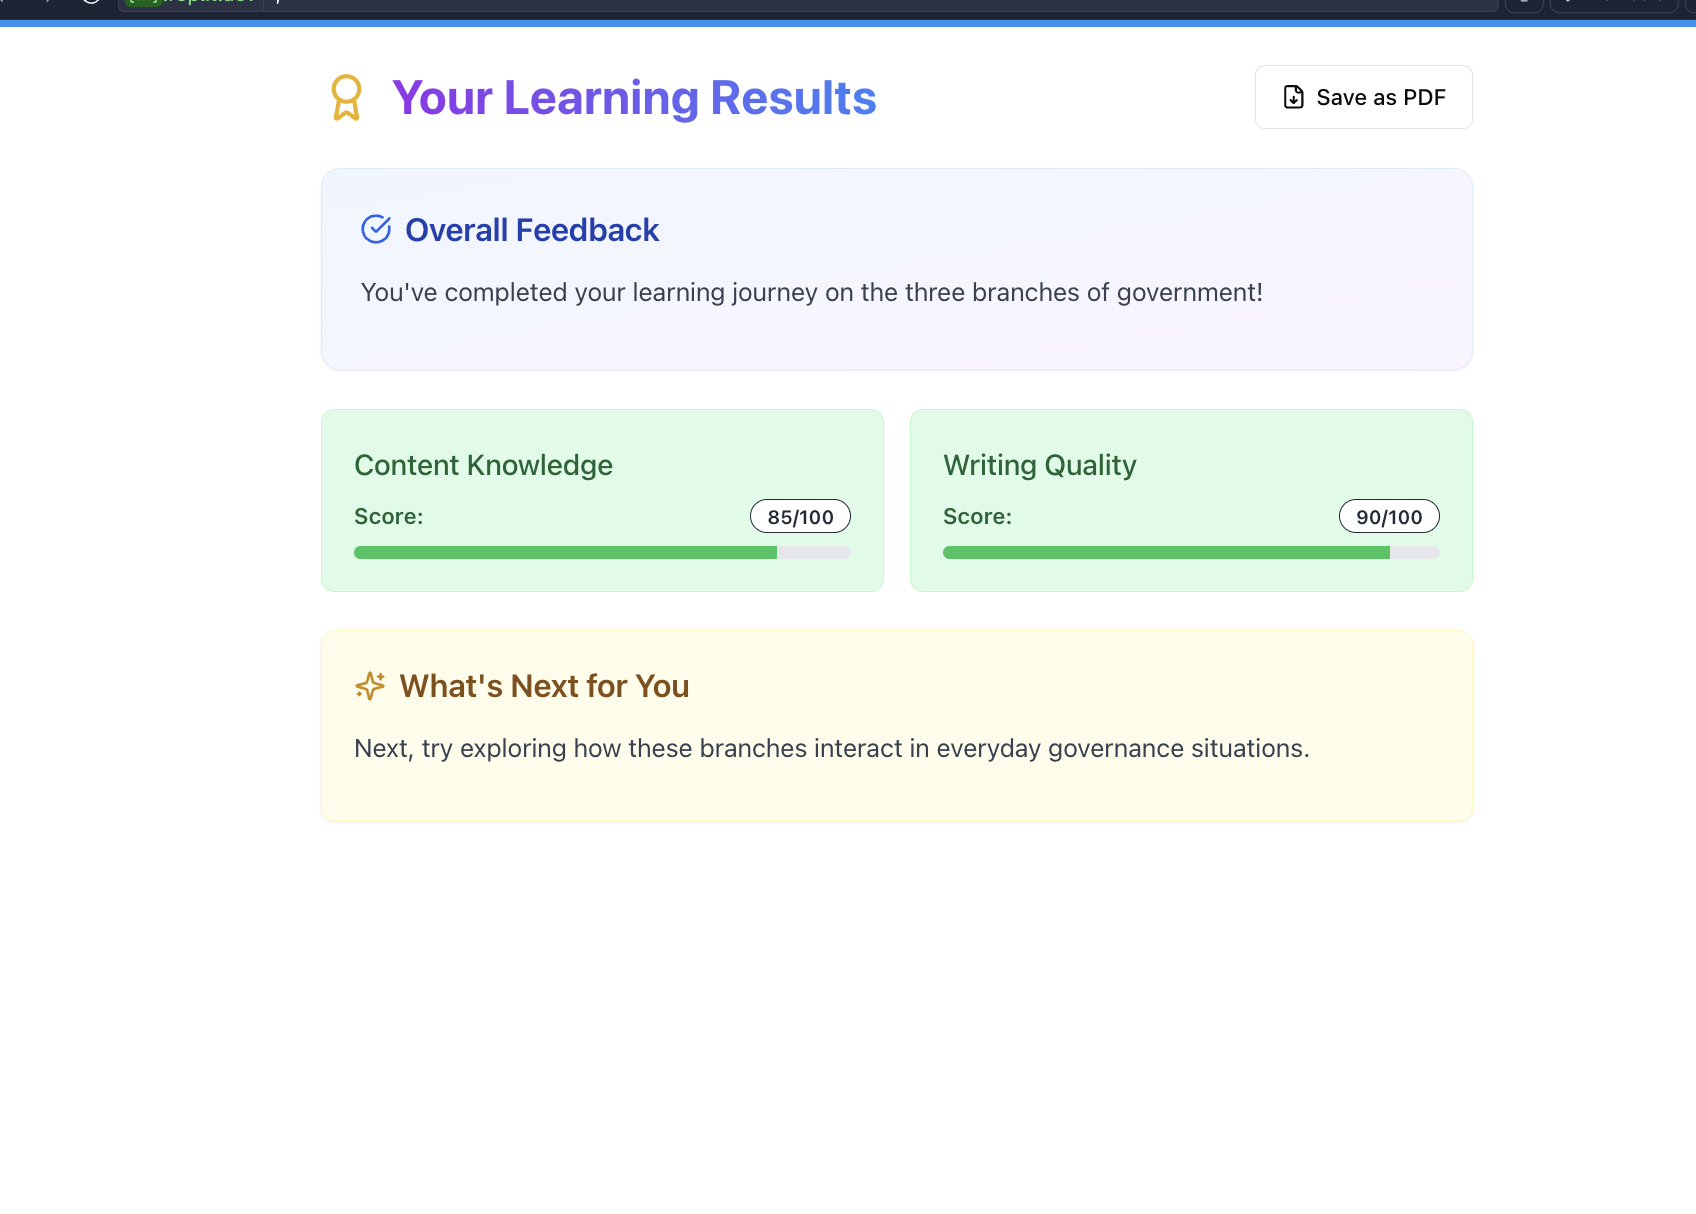 Your Learning Results
Save as PDF
Overall Feedback
You've completed your learning journey on the three branches of government!
Content Knowledge
Score:
85/100
Writing Quality
Score:
90/100
What's Next for You
Next, try exploring how these branches interact in everyday governance situations.